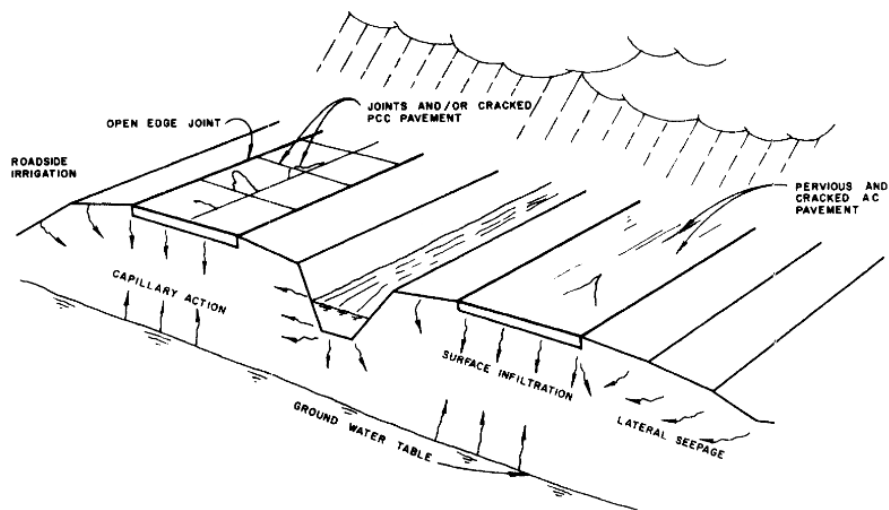 JOINTS AND/OR CRACKED
PCC PAVEMENT
OPEN EDGE JOINT
ROADSIDE
IRRIGATION
PERVIOUS AND
CRACKED AC
PAVEMENT
CAPILLARY ACTION
SURFACE INFILTRATION
GROUND WATER
TABLE
LATERAL SEEPAGE